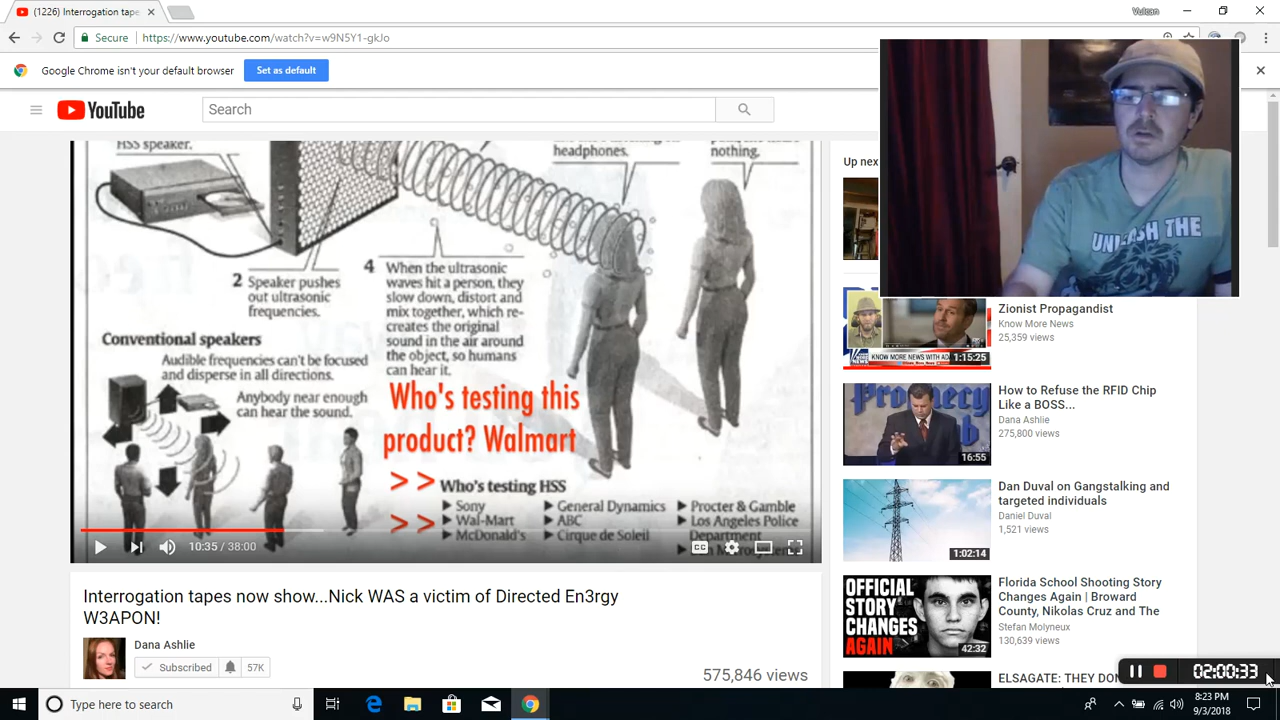 (1226) Interrogation tape
Vulcan
Secure
https://www.youtube.com/watch?v=w9N5Y1-gkJo
Google Chrome isn't your default browser
Set as default
YouTube
Search
HSS speaker.
headphones.
nothing.
2 Speaker pushes
out ultrasonic
frequencies.
4 When the ultrasonic
waves hit a person, they
slow down, distort and
mix together, which re-
creates the original
sound in the air around
the object, so humans
can hear it.
Conventional speakers
Audible frequencies can't be focused
and disperse in all directions.
Anybody near enough
can hear the sound.
Who's testing this
product? Walmart
> >
> >
Who's testing HSS
Sony
Wal-Mart
McDonald's
General Dynamics
ABC
Cirque de Soleil
Procter & Gamble
Los Angeles Police
Department
10:35 / 38:00
CC
Interrogation tapes now show...Nick WAS a victim of Directed En3rgy
W3APON!
Dana Ashlie
Subscribed
57K
575,846 views
UNLEASH THE
Up nex
Zionist Propagandist
Know More News
25,359 views
KNOW MORE NEWS WITH AD
1:15:25
How to Refuse the RFID Chip
Like a BOSS...
Dana Ashlie
275,800 views
16:55
Dan Duval on Gangstalking and
targeted individuals
Daniel Duval
1,521 views
1:02:14
Florida School Shooting Story
Changes Again | Broward
County, Nikolas Cruz and The
Stefan Molyneux
130,639 views
OFFICIAL
STORY
CHANGES
AGAIN
42:32
ELSAGATE: THEY DON
02:00:33
Type here to search
8:23 PM
9/3/2018